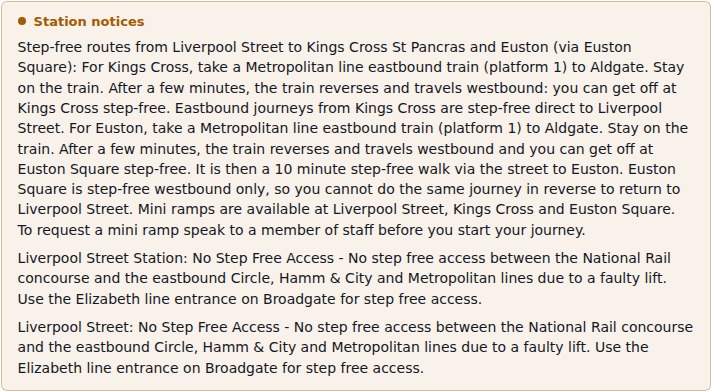 Station notices
Step-free routes from Liverpool Street to Kings Cross St Pancras and Euston (via Euston
Square): For Kings Cross, take a Metropolitan line eastbound train (platform 1) to Aldgate. Stay
on the train. After a few minutes, the train reverses and travels westbound: you can get off at
Kings Cross step-free. Eastbound journeys from Kings Cross are step-free direct to Liverpool
Street. For Euston, take a Metropolitan line eastbound train (platform 1) to Aldgate. Stay on the
train. After a few minutes, the train reverses and travels westbound and you can get off at
Euston Square step-free. It is then a 10 minute step-free walk via the street to Euston. Euston
Square is step-free westbound only, so you cannot do the same journey in reverse to return to
Liverpool Street. Mini ramps are available at Liverpool Street, Kings Cross and Euston Square.
To request a mini ramp speak to a member of staff before you start your journey.
Liverpool Street Station: No Step Free Access - No step free access between the National Rail
concourse and the eastbound Circle, Hamm & City and Metropolitan lines due to a faulty lift.
Use the Elizabeth line entrance on Broadgate for step free access.
Liverpool Street: No Step Free Access - No step free access between the National Rail concourse
and the eastbound Circle, Hamm & City and Metropolitan lines due to a faulty lift. Use the
Elizabeth line entrance on Broadgate for step free access.